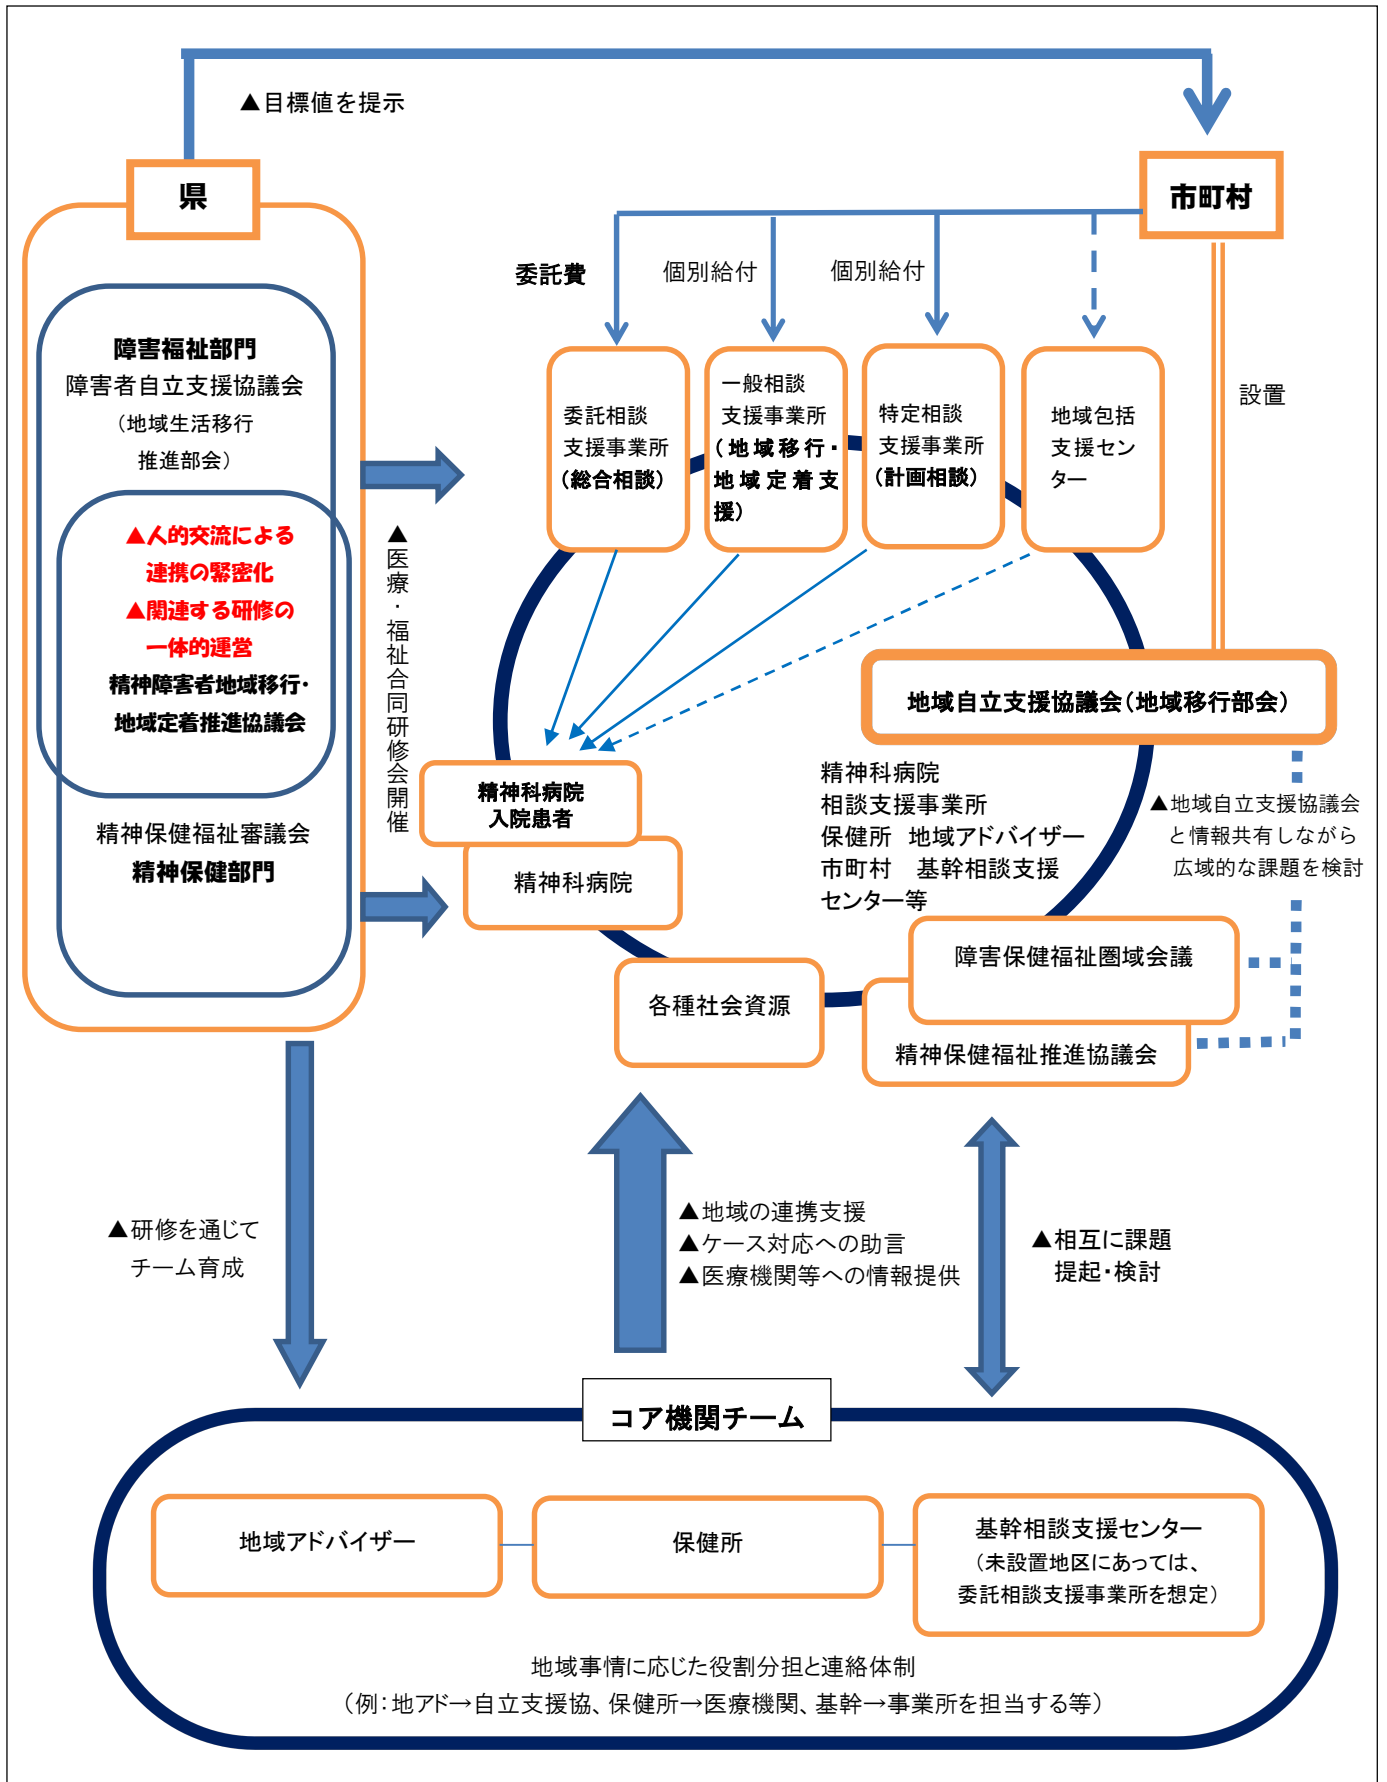 ▲目標値を提示
県
市町村
委託費
個別給付
個別給付
障害福祉部門
障害者自立支援協議会
（地域生活移行
推進部会）
▲人的交流による
連携の緊密化
▲関連する研修の
一体的運営
精神障害者地域移行・
地域定着推進協議会
精神保健福祉審議会
精神保健部門
委託相談
支援事業所
（総合相談）
一般相談
支援事業所
（地域移行・
地域定着支
援）
特定相談
支援事業所
（計画相談）
地域包括
支援セン
ター
設置
▲医療・福祉合同研修会開催
地域自立支援協議会（地域移行部会）
精神科病院
入院患者
精神科病院
精神科病院
相談支援事業所
保健所　地域アドバイザー
市町村　基幹相談支援
センター等
▲地域自立支援協議会
と情報共有しながら
広域的な課題を検討
各種社会資源
障害保健福祉圏域会議
精神保健福祉推進協議会
▲研修を通じて
チーム育成
▲地域の連携支援
▲ケース対応への助言
▲医療機関等への情報提供
▲相互に課題
提起・検討
コア機関チーム
地域アドバイザー
保健所
基幹相談支援センター
（未設置地区にあっては、
委託相談支援事業所を想定）
地域事情に応じた役割分担と連絡体制
（例：地アド→自立支援協、保健所→医療機関、基幹→事業所を担当する等）